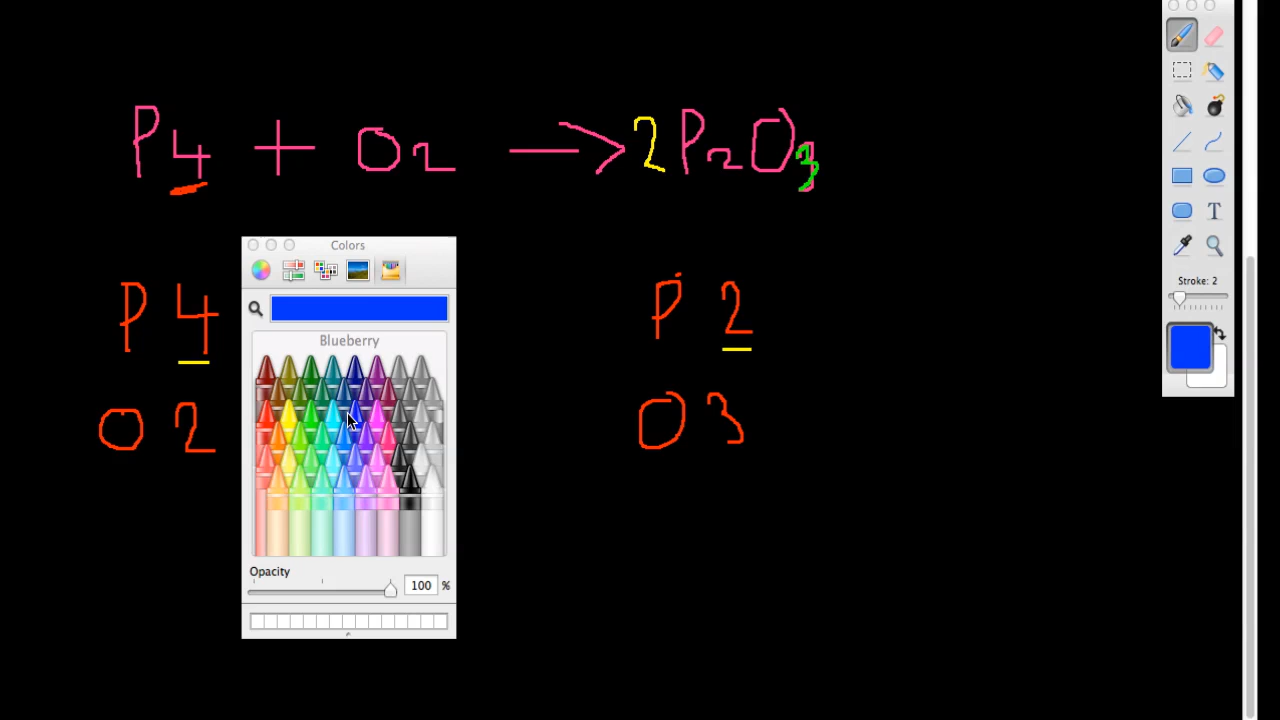 P4 + O2 —> 2P2O3
Colors
Blueberry
P 4
P 2
O 2
O 3
Opacity
100 %
T
Stroke: 2